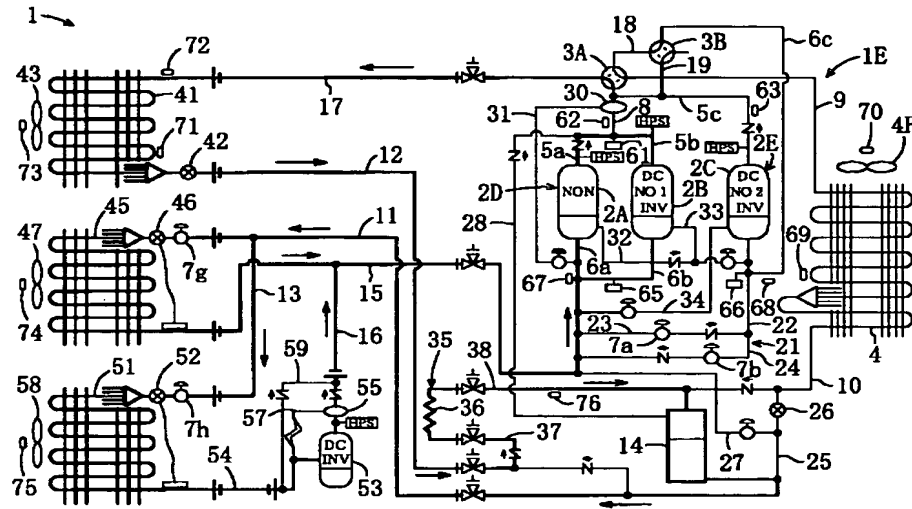 1
72
18
3A
3B
6c
1E
43
41
17
30
19
63
9
70
4F
31
8
HPS
5c
62
71
42
12
5a
HPS
6
5b
HPS
2E
2C
73
2D
NON
2A
DC
NO 1
INV
2B
33
DC
NO 2
INV
45
46
11
28
32
69
47
7g
15
67
6a
6b
65
34
66
68
74
13
16
23
7a
22
21
24
7b
4
10
51
52
59
35
38
58
7h
57
55
HPS
36
76
26
37
14
27
25
DC
INV
53
75
54